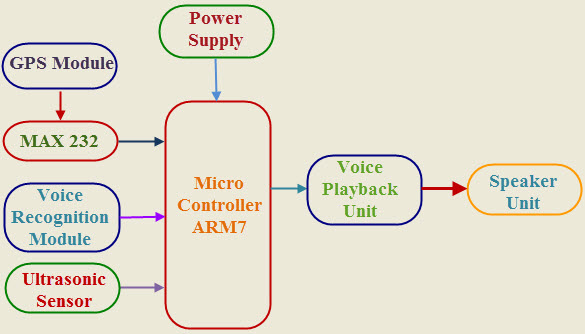 Power
Supply
GPS Module
MAX 232
Voice
Recognition
Module
Ultrasonic
Sensor
Micro
Controller
ARM7
Voice
Playback
Unit
Speaker
Unit